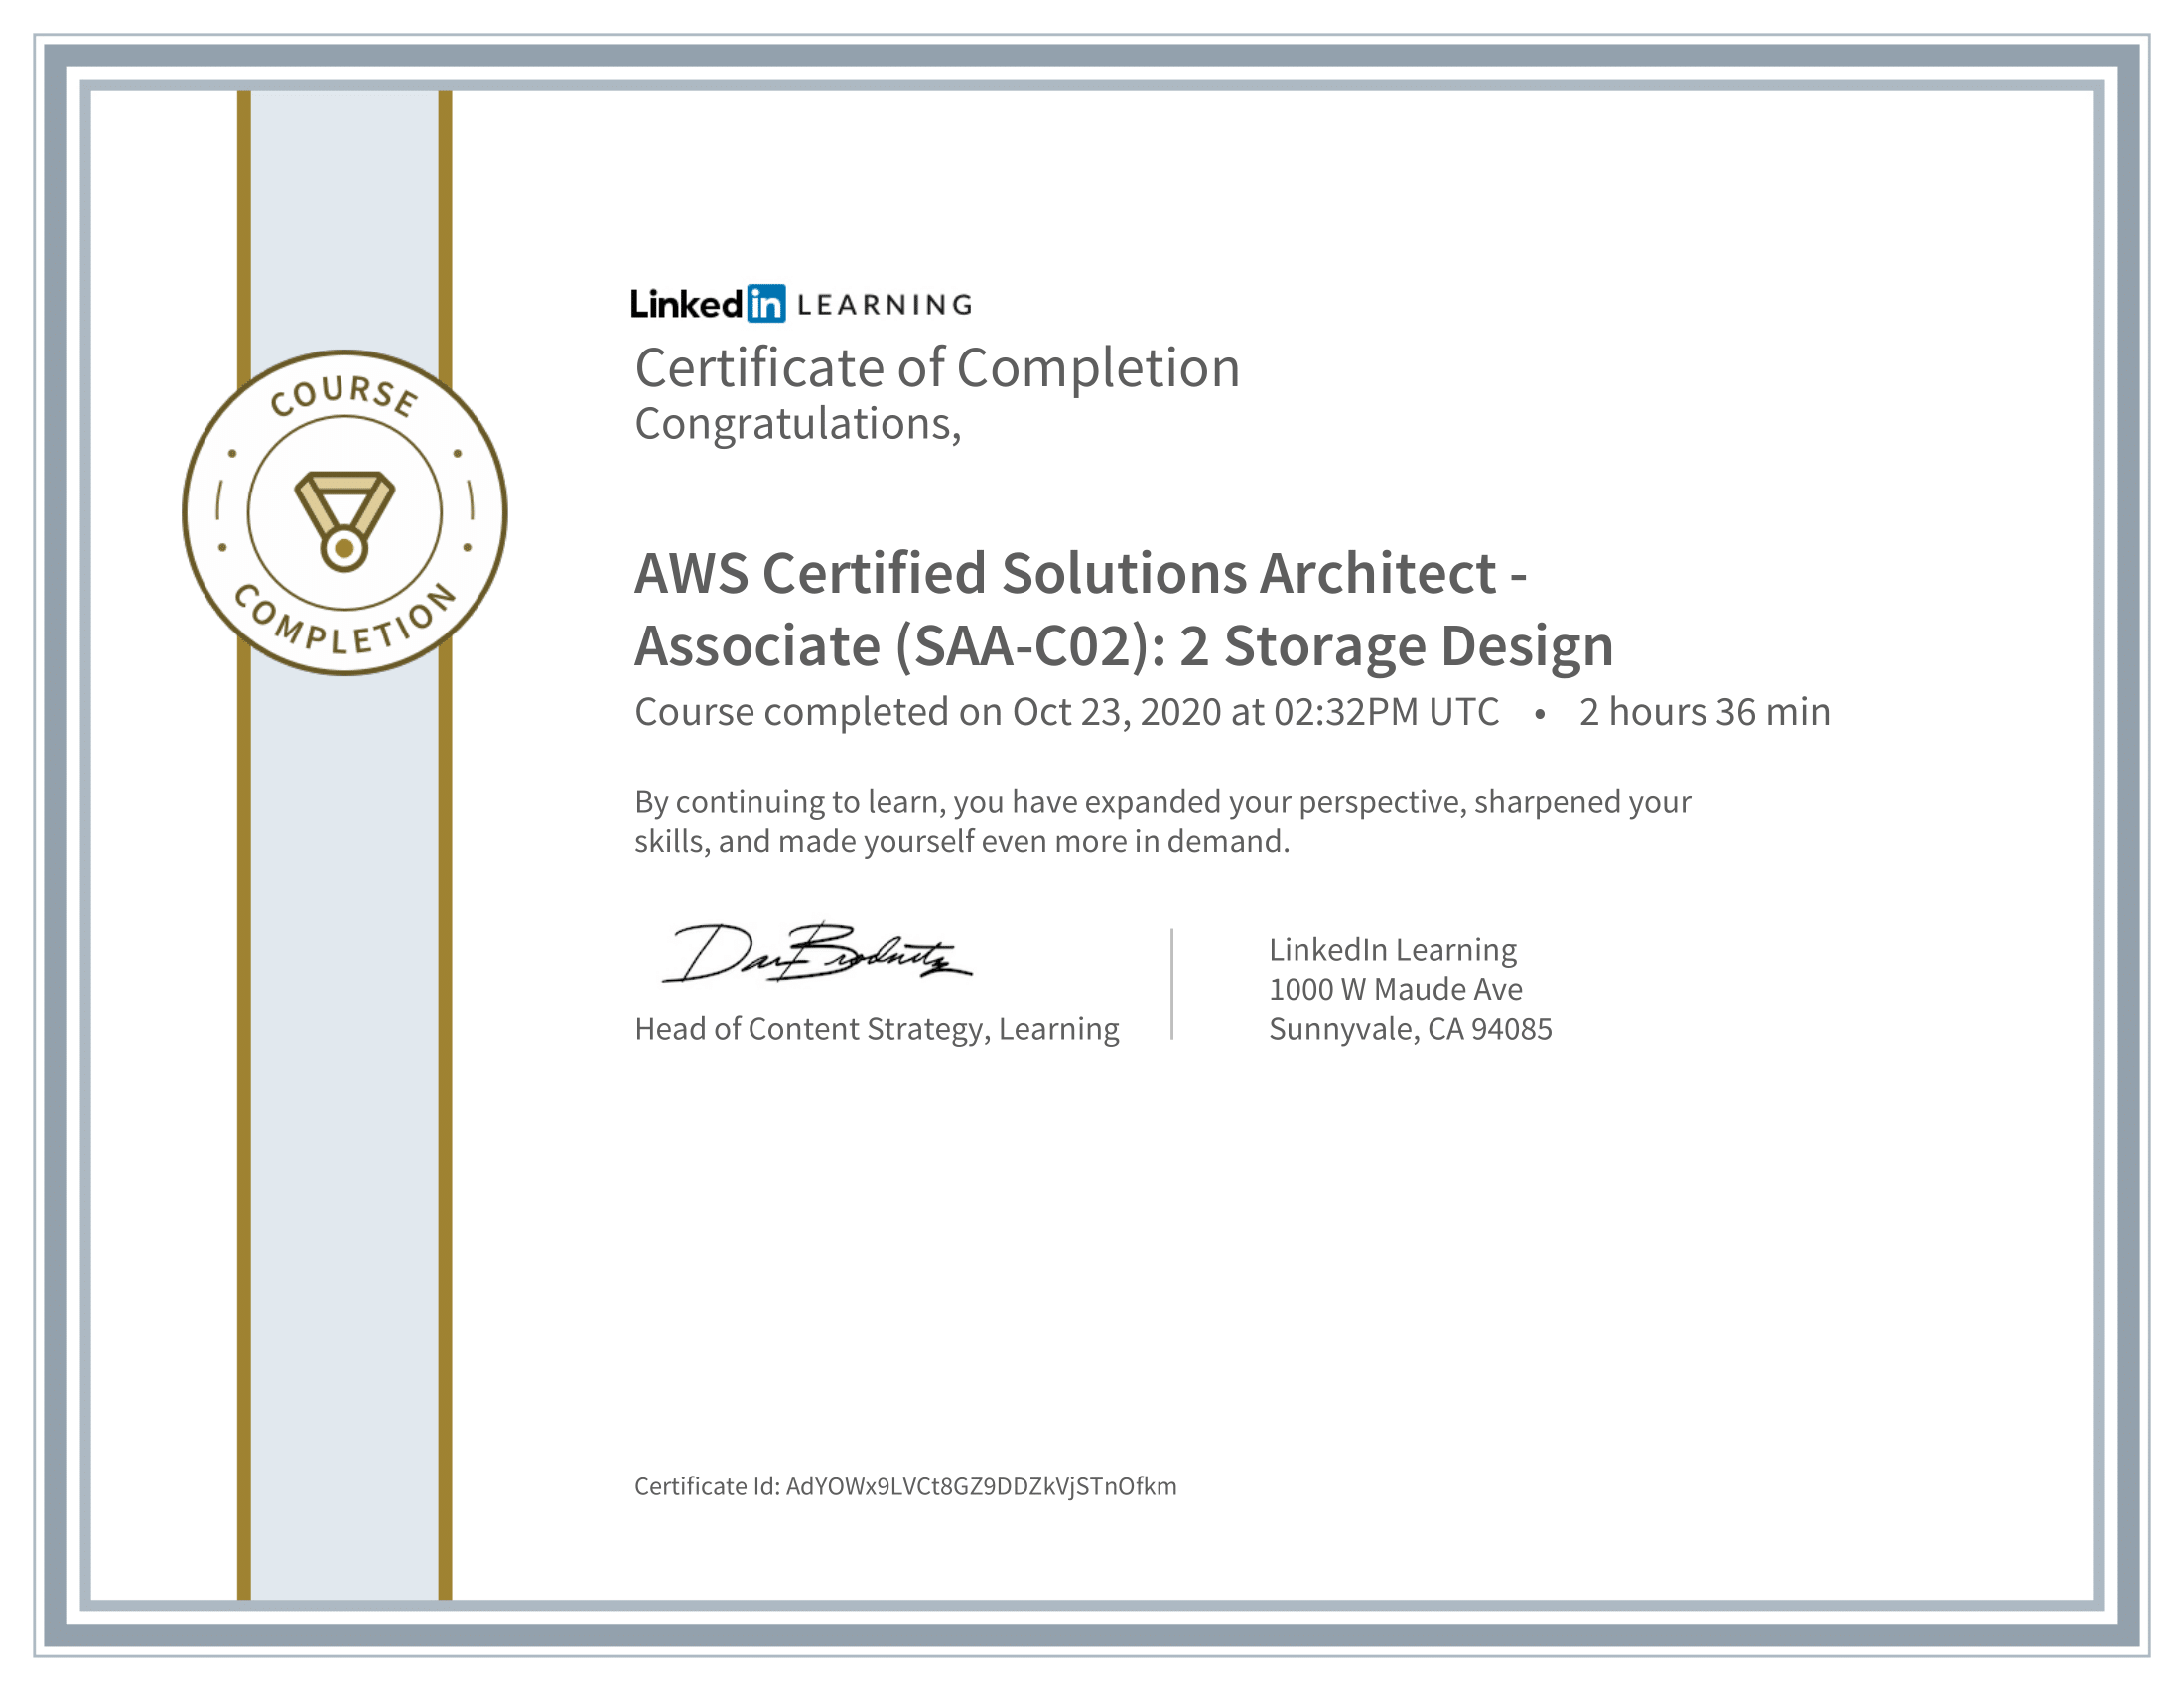 COURSE
COMPLETION
Linked in LEARNING
Certificate of Completion
Congratulations,
AWS Certified Solutions Architect -
Associate (SAA-C02): 2 Storage Design
Course completed on Oct 23, 2020 at 02:32PM UTC • 2 hours 36 min
By continuing to learn, you have expanded your perspective, sharpened your
skills, and made yourself even more in demand.
Head of Content Strategy, Learning
LinkedIn Learning
1000 W Maude Ave
Sunnyvale, CA 94085
Certificate Id: AdYOWx9LVCt8GZ9DDZkVjSTnOfkm